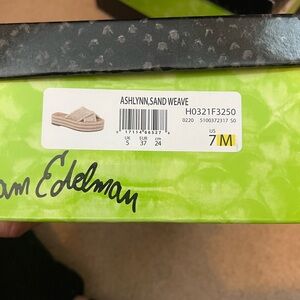 ASHLYNN,SAND WEAVE
H0321F3250
0220 5100372317 50
UK EUR cm
5 37 24
US
7 M
am Edelman